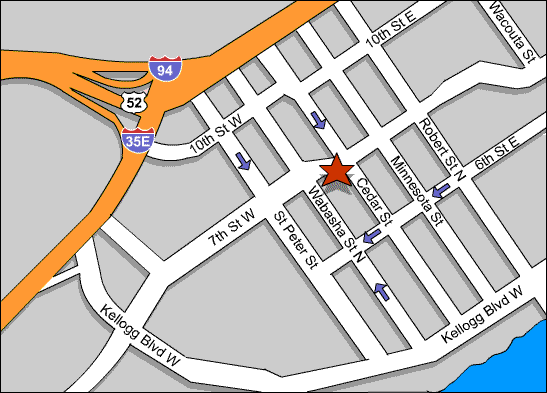 Wacouta St
10th St E
94
52
35E
10th St W
Robert St N
6th St E
Minnesota St
Cedar St
Wabasha St N
St Peter St
7th St W
Kellogg Blvd W
Kellogg Blvd W